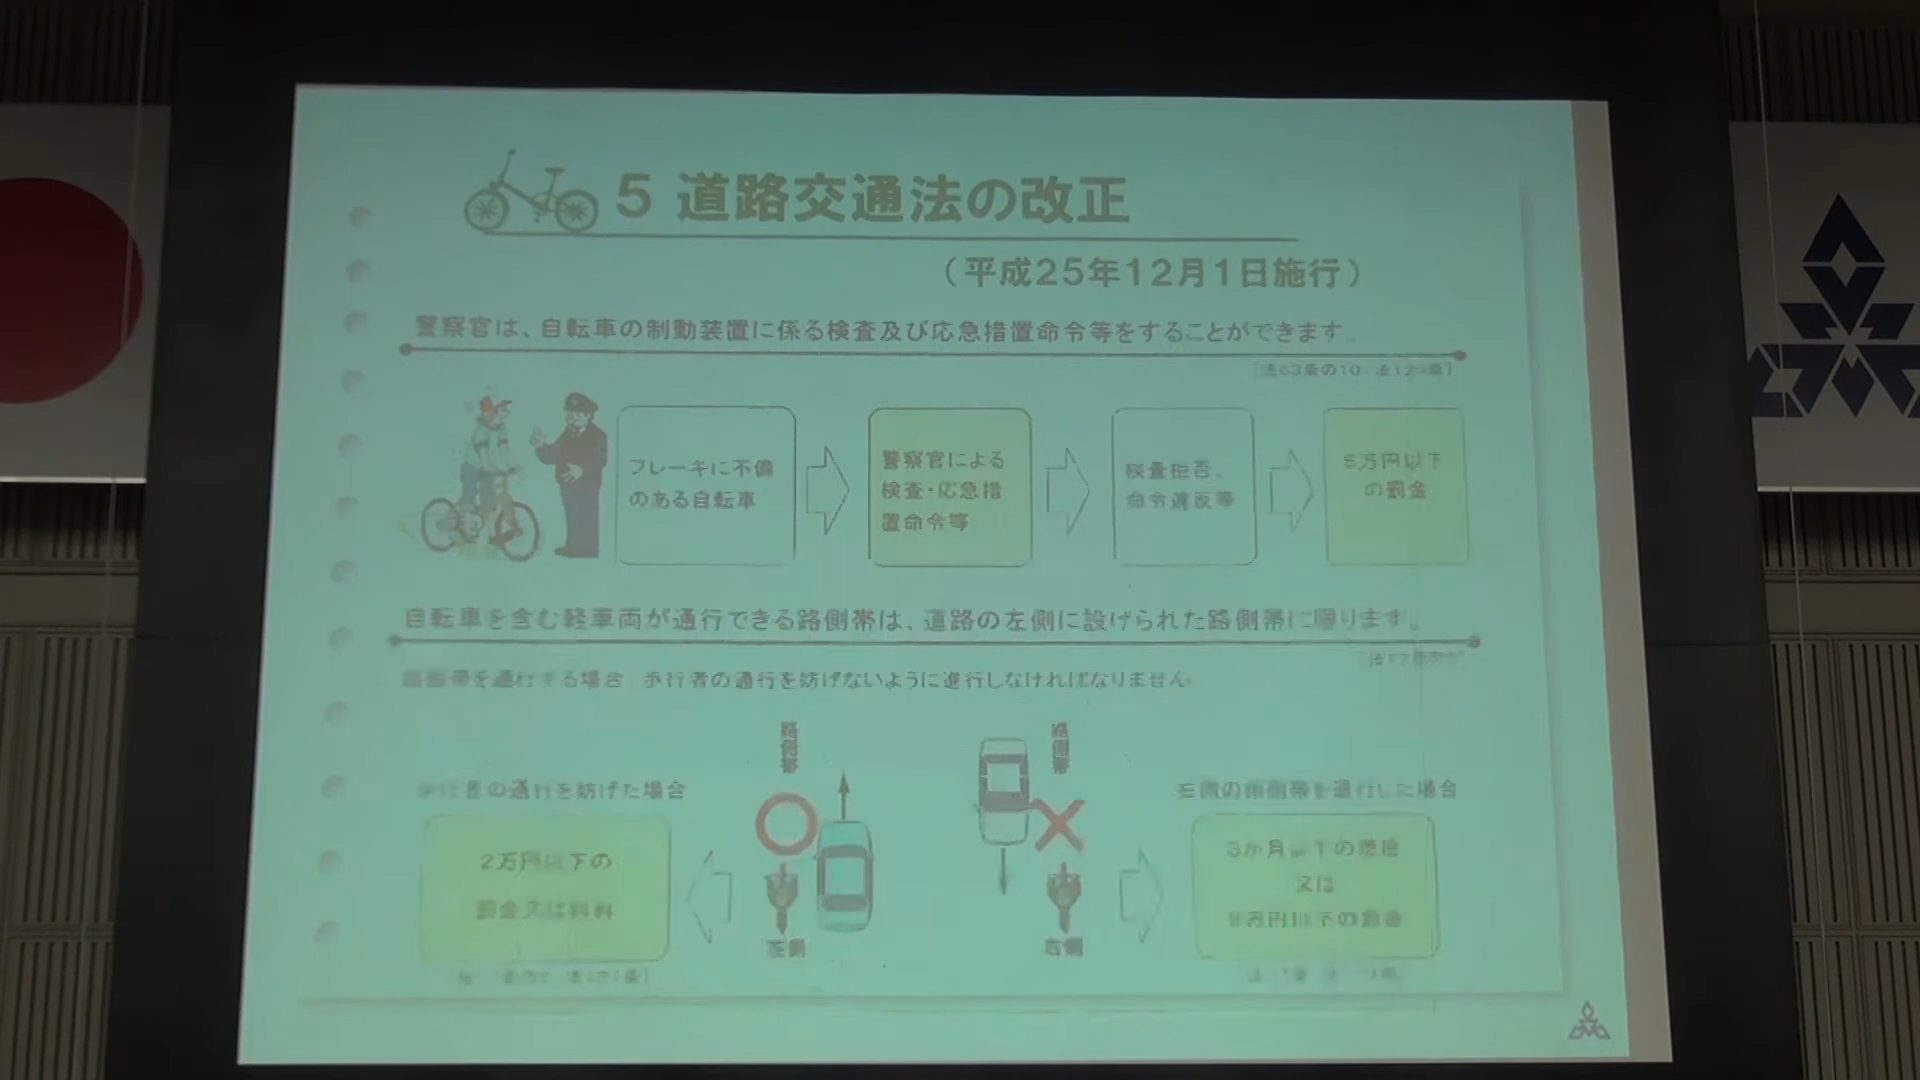 5 道路交通法の改正
（平成25年12月1日施行）
警察官は、自転車の制動装置に係る検査及び応急措置命令等をすることができます。
ブレーキに不備
のある自転車
警察官による
検査・応急措
置命令等
検査拒否、
命令違反等
5万円以下
の罰金
自転車を含む軽車両が通行できる路側帯は、道路の左側に設けられた路側帯に限ります。
路側帯を通行する場合 歩行者の通行を妨げないように進行しなければなりません
路側帯
路側帯
歩行者の通行を妨げた場合
2万円以下の
罰金又は科料
左側
右側
の路側帯を通行した場合
3か月以下の懲役
又は
万円以下の罰金